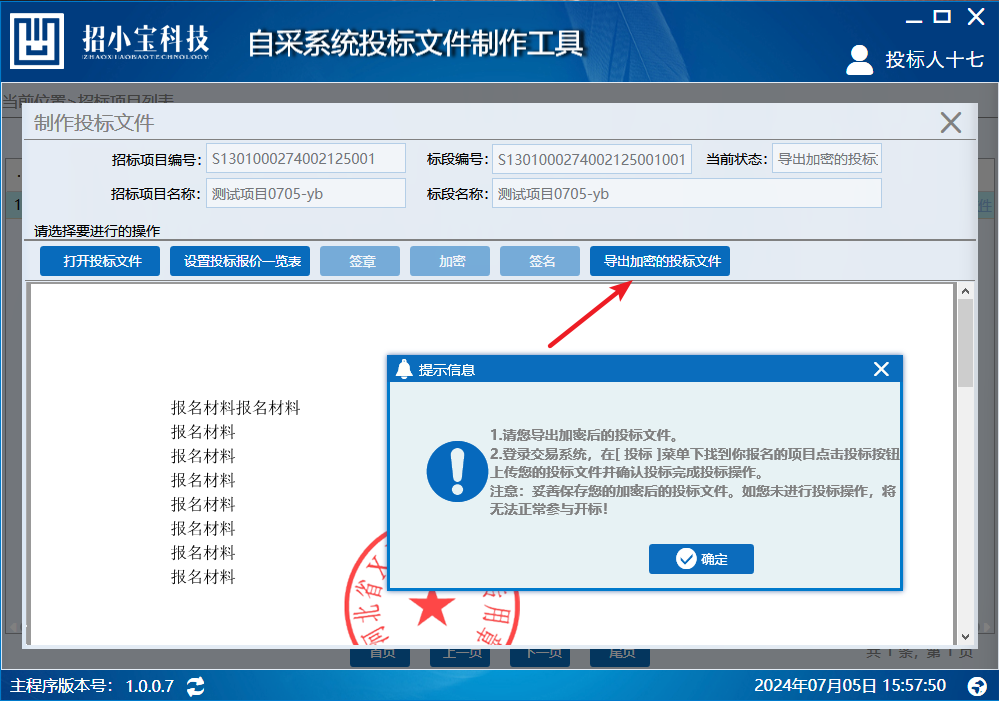 招小宝科技
ZHAOXIAOBAOTECHNOLOGY
自采系统投标文件制作工具
投标人十七
当前位置>招标项目列表
制作投标文件
招标项目编号: S1301000274002125001 标段编号: S1301000274002125001001 当前状态: 导出加密的投标
招标项目名称: 测试项目0705-yb 标段名称: 测试项目0705-yb
请选择要进行的操作
打开投标文件 设置投标报价一览表 签章 加密 签名 导出加密的投标文件
提示信息
1.请您导出加密后的投标文件。
2.登录交易系统，在[ 投标 ]菜单下找到你报名的项目点击投标按钮
上传您的投标文件并确认投标完成投标操作。
注意：妥善保存您的加密后的投标文件。如您未进行投标操作，将
无法正常参与开标！
确定
报名材料报名材料
报名材料
报名材料
报名材料
报名材料
报名材料
报名材料
报名材料
河北省X 用章
首页 上一页 下一页 尾页 共 1 条，第 1 页
主程序版本号： 1.0.0.7 2024年07月05日 15:57:50